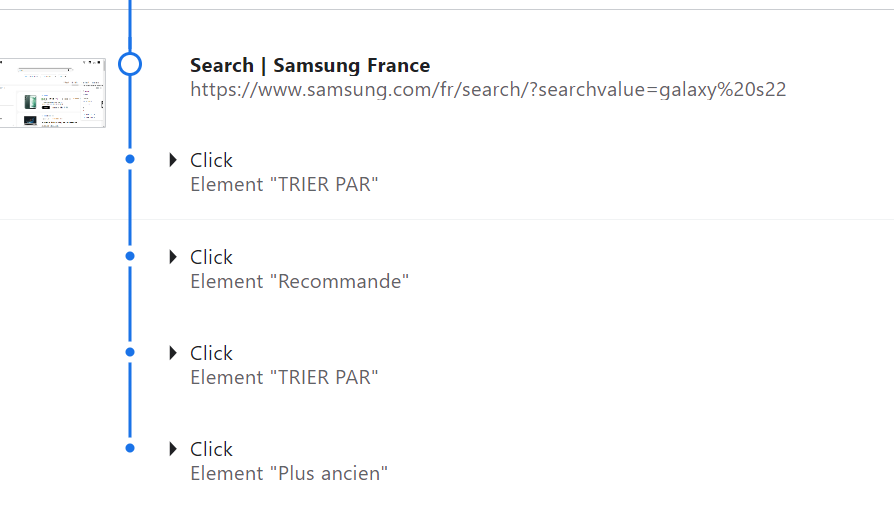 Search | Samsung France
https://www.samsung.com/fr/search/?searchvalue=galaxy%20s22
Click
Element "TRIER PAR"
Click
Element "Recommande"
Click
Element "TRIER PAR"
Click
Element "Plus ancien"